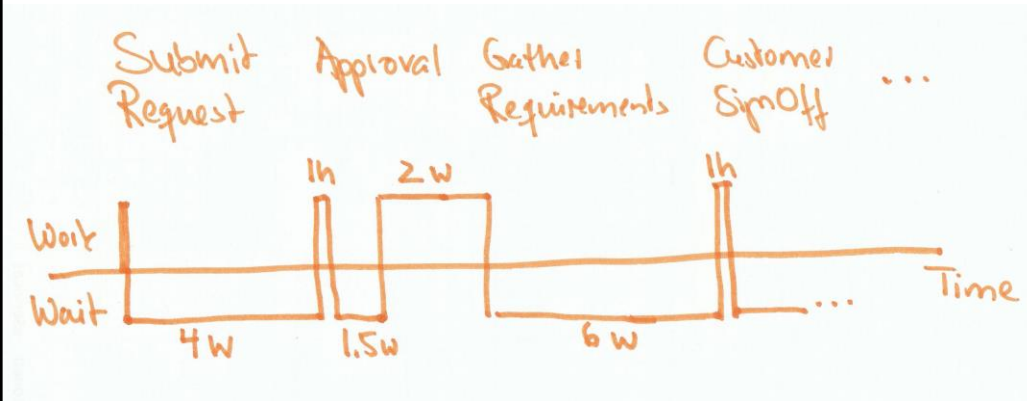 Submit Approval Gather Customer ...
Request Requirements SignOff
1h 2w 1h
Work
Wait ... Time
4w 1.5w 6w